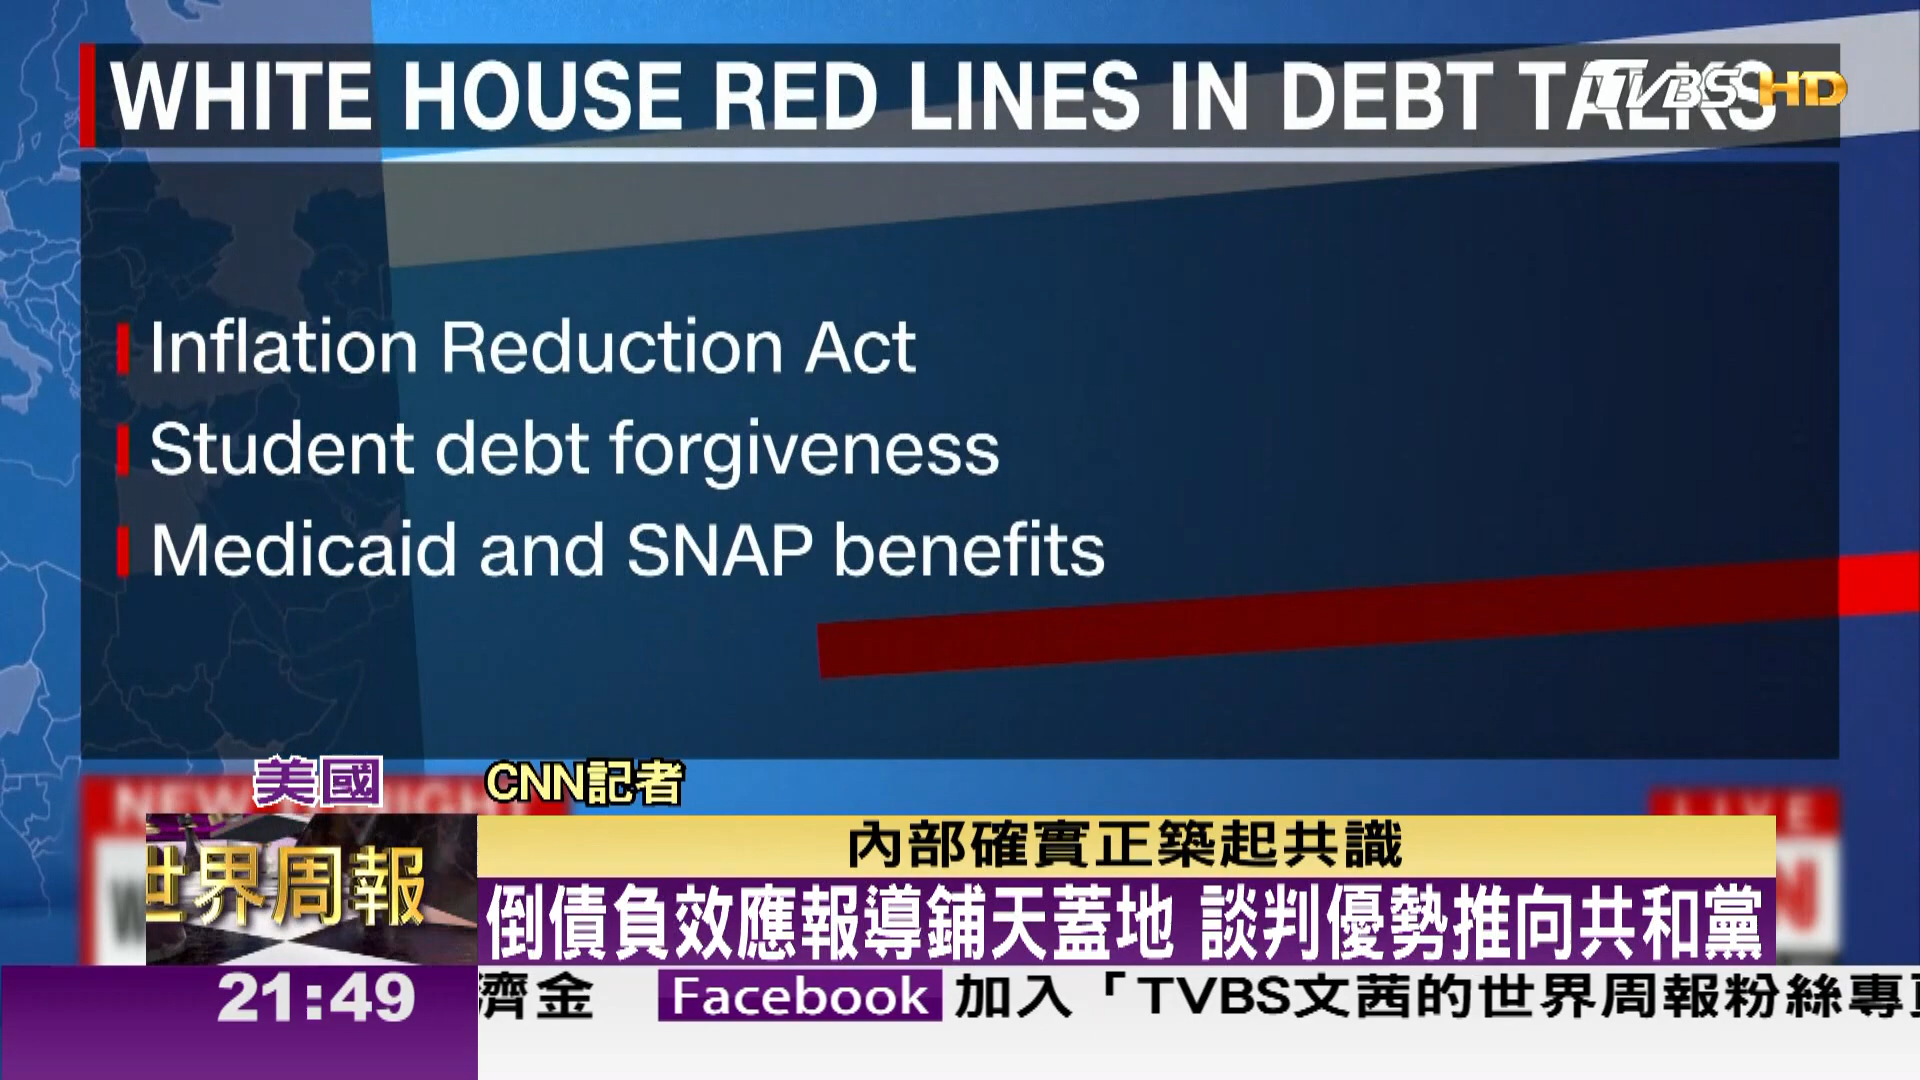 WHITE HOUSE RED LINES IN DEBT TALKS
TVBS HD
Inflation Reduction Act
Student debt forgiveness
Medicaid and SNAP benefits
美國
CNN記者
NEWS NIGHT
LIVE
內部確實正築起共識
世界周報
倒債負效應報導鋪天蓋地 談判優勢推向共和黨
21:49
濟金 Facebook 加入「TVBS文茜的世界周報粉絲專